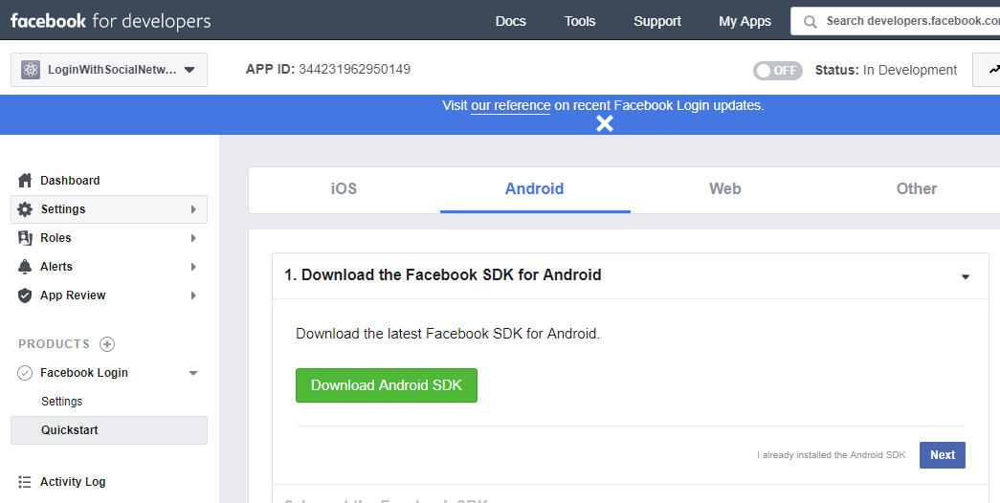 facebook for developers
Docs
Tools
Support
My Apps
Search developers.facebook.co
LoginWithSocialNetw...
APP ID: 344231962950149
OFF
Status: In Development
Visit our reference on recent Facebook Login updates.
Dashboard
Settings
Roles
Alerts
App Review
PRODUCTS
Facebook Login
Settings
Quickstart
Activity Log
iOS
Android
Web
Other
1. Download the Facebook SDK for Android
Download the latest Facebook SDK for Android.
Download Android SDK
I already installed the Android SDK
Next